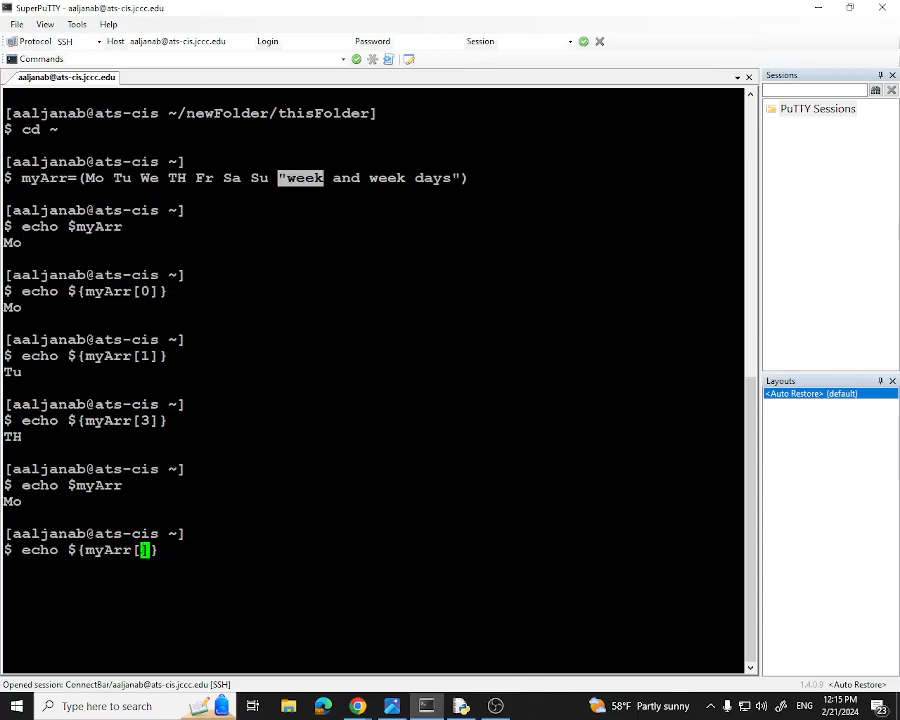 SuperPuTTY - aaljanab@ats-cis.jccc.edu
File View Tools Help
Protocol SSH Host aaljanab@ats-cis.jccc.edu Login Password Session
Commands
aaljanab@ats-cis.jccc.edu
[aaljanab@ats-cis ~/newFolder/thisFolder]
$ cd ~
[aaljanab@ats-cis ~]
$ myArr=(Mo Tu We TH Fr Sa Su "week and week days")
[aaljanab@ats-cis ~]
$ echo $myArr
Mo
[aaljanab@ats-cis ~]
$ echo ${myArr[0]}
Mo
[aaljanab@ats-cis ~]
$ echo ${myArr[1]}
Tu
[aaljanab@ats-cis ~]
$ echo ${myArr[3]}
TH
[aaljanab@ats-cis ~]
$ echo $myArr
Mo
[aaljanab@ats-cis ~]
$ echo ${myArr[]}
Sessions
PuTTY Sessions
Layouts
<Auto Restore> (default)
Opened session: ConnectBar/aaljanab@ats-cis.jccc.edu [SSH]
1.4.0.9 <Auto Restore>
Type here to search
58°F Partly sunny
ENG
12:15 PM
2/21/2024
23